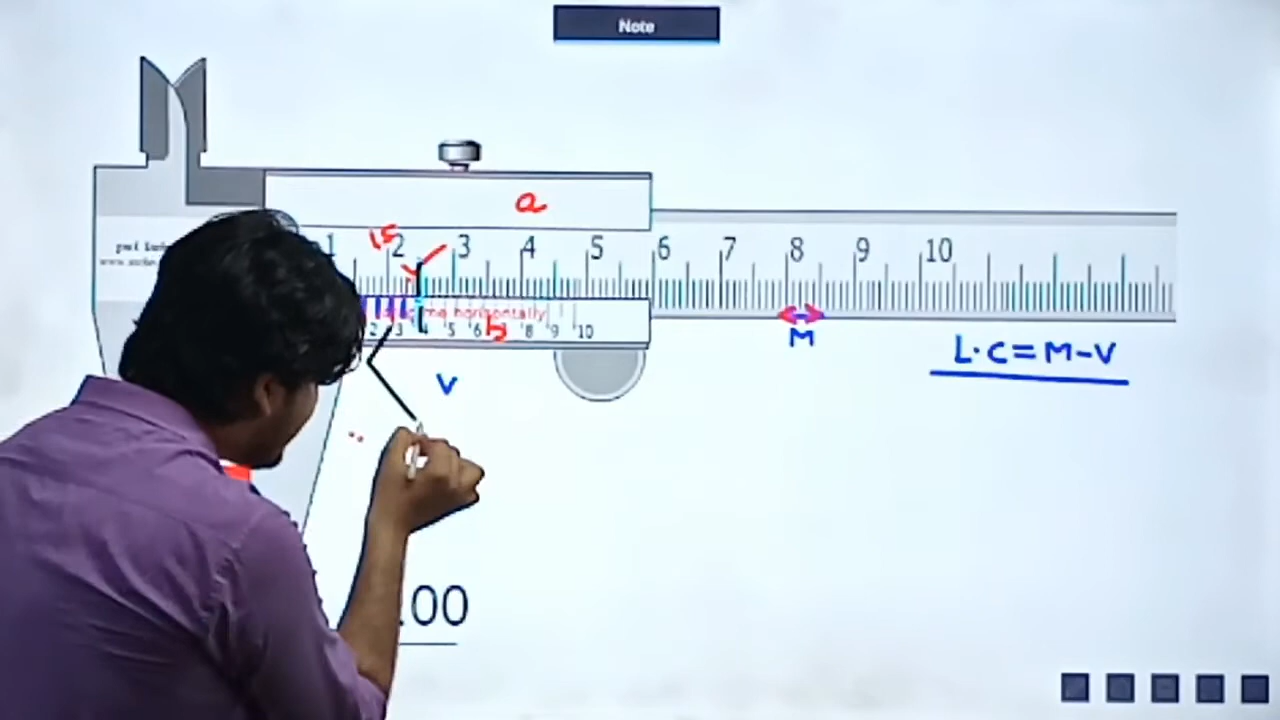 Note
a
15
1 2 3 4 5 6 7 8 9 10
horizontally
2 3 4 5 6 b 8 9 10
M
L.C = M-V
V
.00